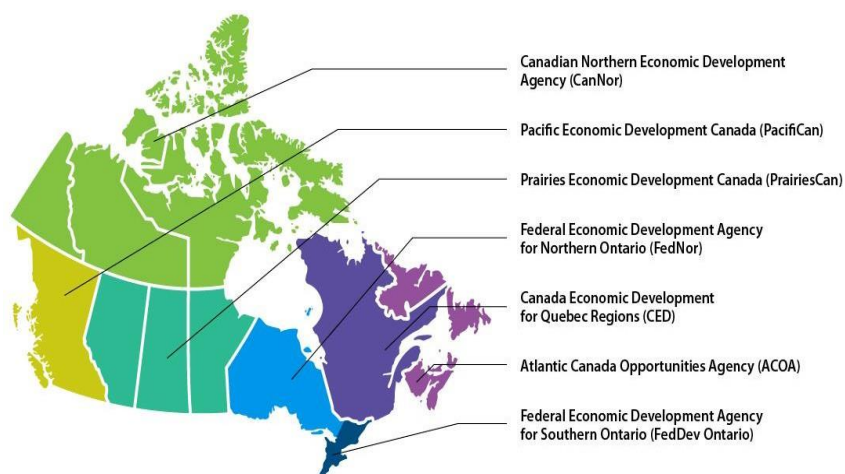 Canadian Northern Economic Development
Agency (CanNor)
Pacific Economic Development Canada (PacifiCan)
Prairies Economic Development Canada (PrairiesCan)
Federal Economic Development Agency
for Northern Ontario (FedNor)
Canada Economic Development
for Quebec Regions (CED)
Atlantic Canada Opportunities Agency (ACOA)
Federal Economic Development Agency
for Southern Ontario (FedDev Ontario)